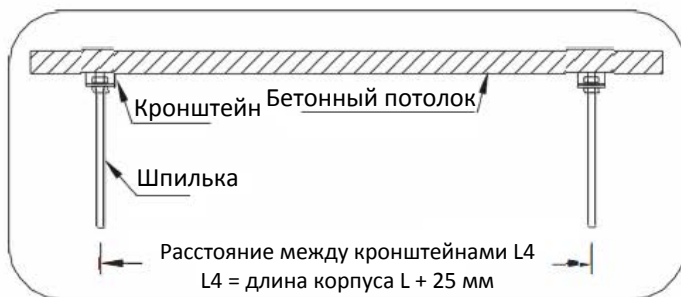 Кронштейн
Бетонный потолок
Шпилька
Расстояние между кронштейнами L4
L4 = длина корпуса L + 25 мм